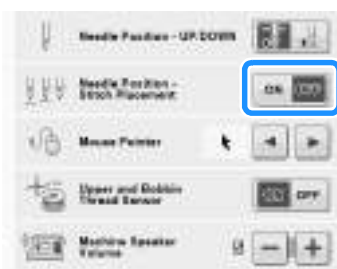 Needle Position - UP/DOWN
Needle Position -
Stitch Placement
ON OFF
Mouse Pointer
Upper and Bobbin
Thread Sensor
ON OFF
Machine Speaker
Volume